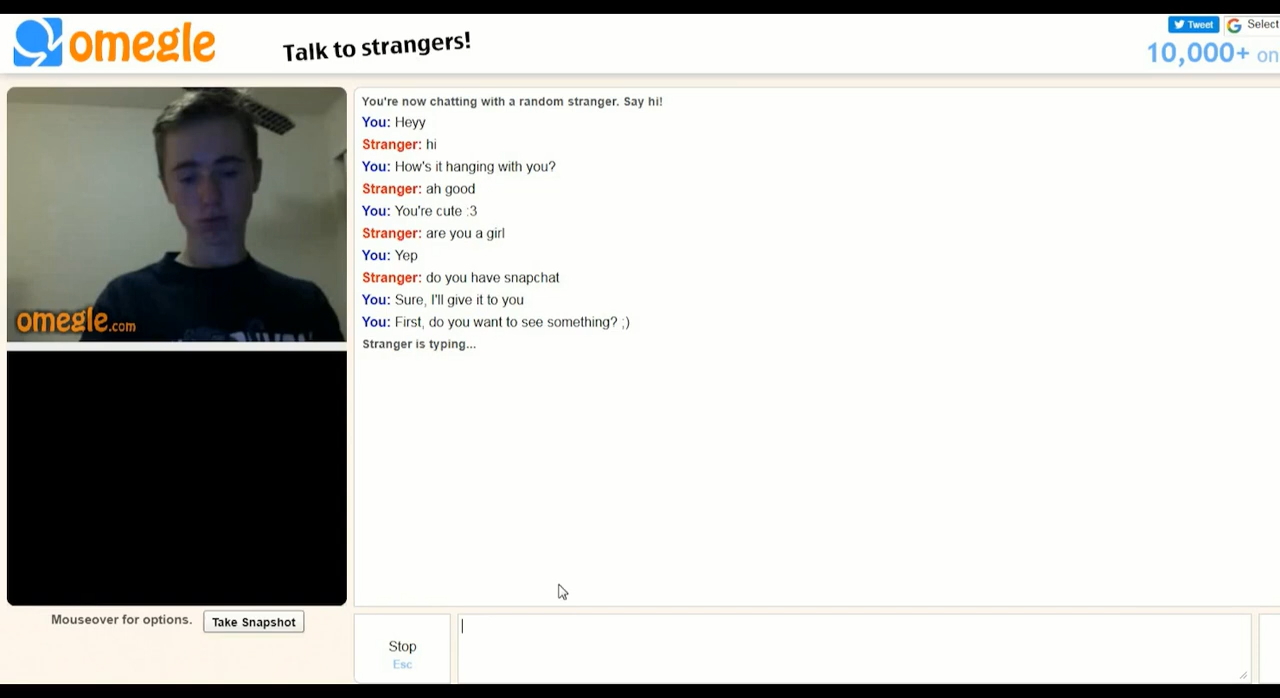 omegle
Talk to strangers!
Tweet
G Select
10,000+ on
You're now chatting with a random stranger. Say hi!
You: Heyy
Stranger: hi
You: How's it hanging with you?
Stranger: ah good
You: You're cute :3
Stranger: are you a girl
You: Yep
Stranger: do you have snapchat
You: Sure, I'll give it to you
You: First, do you want to see something? ;)
Stranger is typing...
omegle.com
Mouseover for options.
Take Snapshot
Stop
Esc